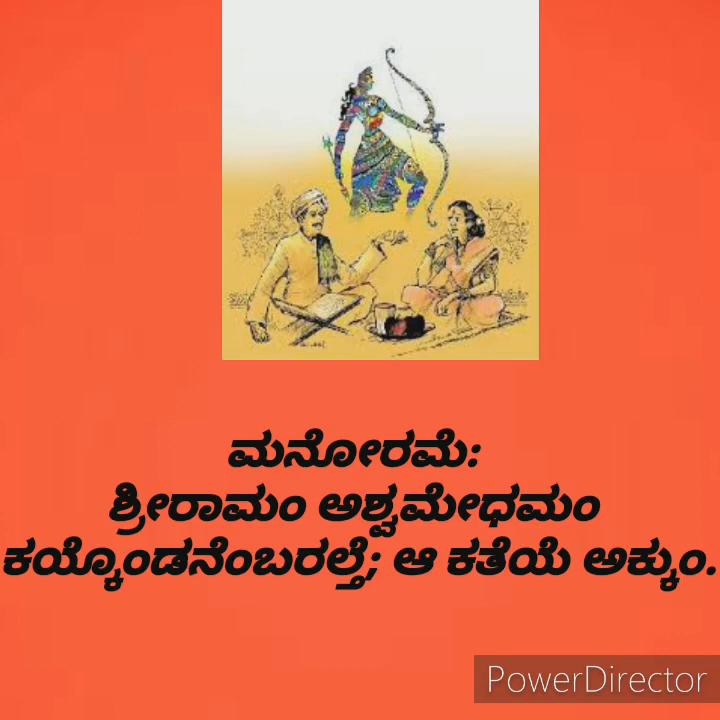 ಮನೋರಮೆ:
ಶ್ರೀರಾಮಂ ಅಶ್ವಮೇಧಮಂ
ಕಯ್ಕೊಂಡನೆಂಬರಲ್ತೆ; ಆ ಕತೆಯೆ ಅಕ್ಕುಂ.
PowerDirector